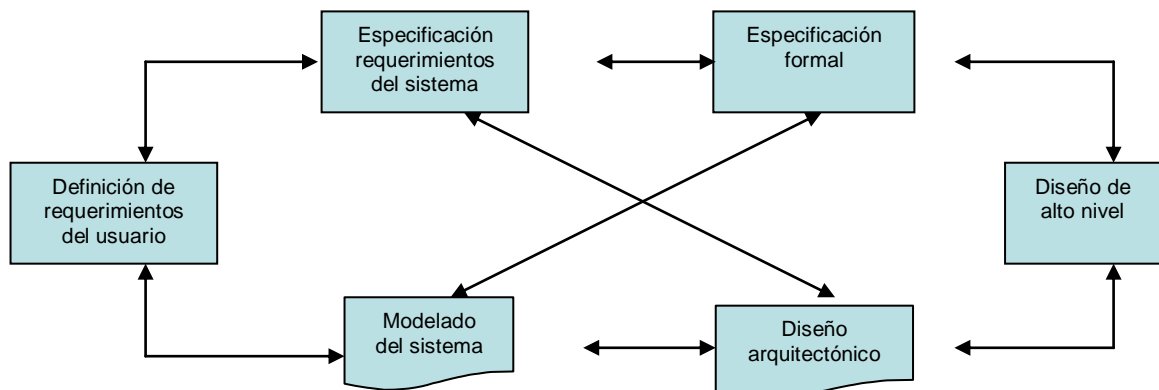 Especificación
requerimientos
del sistema
Especificación
formal
Definición de
requerimientos
del usuario
Diseño de
alto nivel
Modelado
del sistema
Diseño
arquitectónico